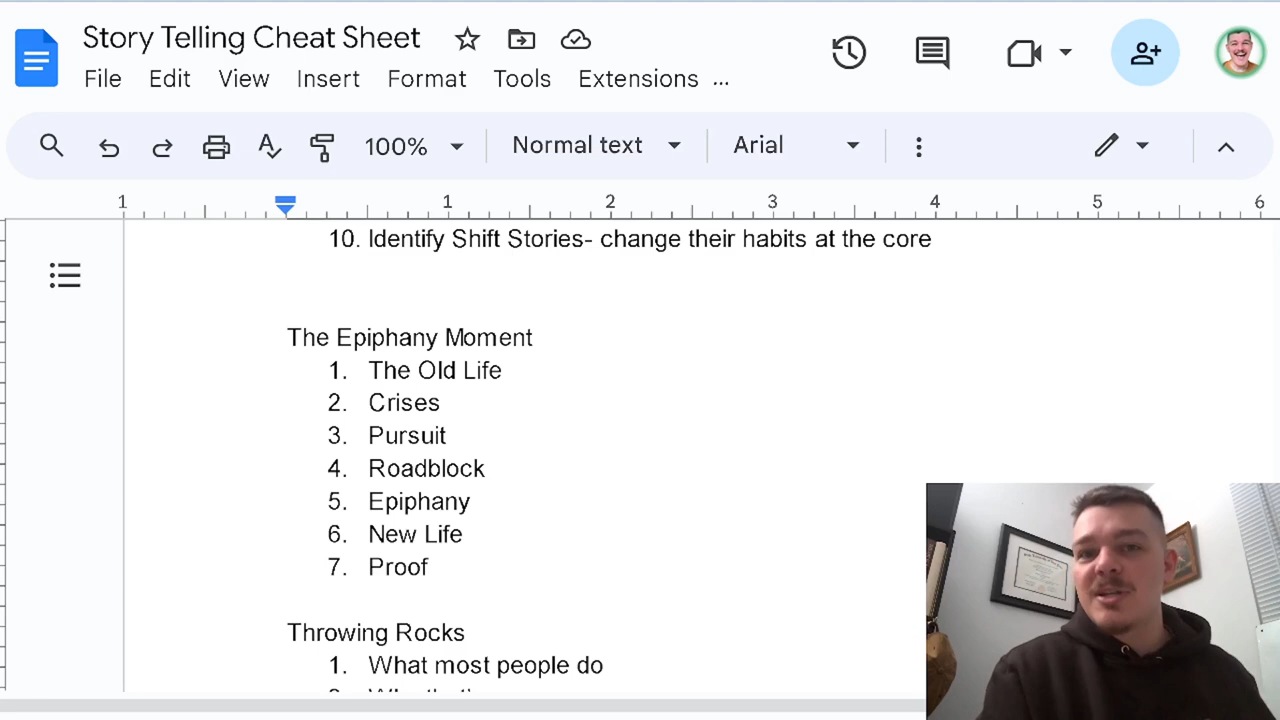 Story Telling Cheat Sheet
File Edit View Insert Format Tools Extensions ...
100% Normal text Arial
1 1 2 3 4 5 6
10. Identify Shift Stories- change their habits at the core
The Epiphany Moment
1. The Old Life
2. Crises
3. Pursuit
4. Roadblock
5. Epiphany
6. New Life
7. Proof
Throwing Rocks
1. What most people do